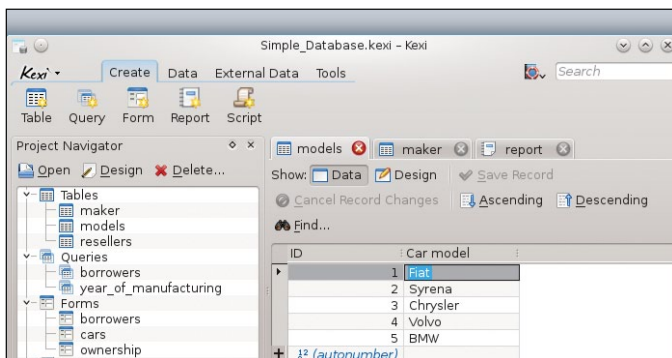 Simple_Database.kexi – Kexi
Kexi Create Data External Data Tools Search
Table Query Form Report Script
Project Navigator
Open Design Delete...
Tables
maker
models
resellers
Queries
borrowers
year_of_manufacturing
Forms
borrowers
cars
ownership
models maker report
Show: Data Design Save Record
Cancel Record Changes Ascending Descending
Find...
ID Car model
1 Fiat
2 Syrena
3 Chrysler
4 Volvo
5 BMW
1² (autonumber)